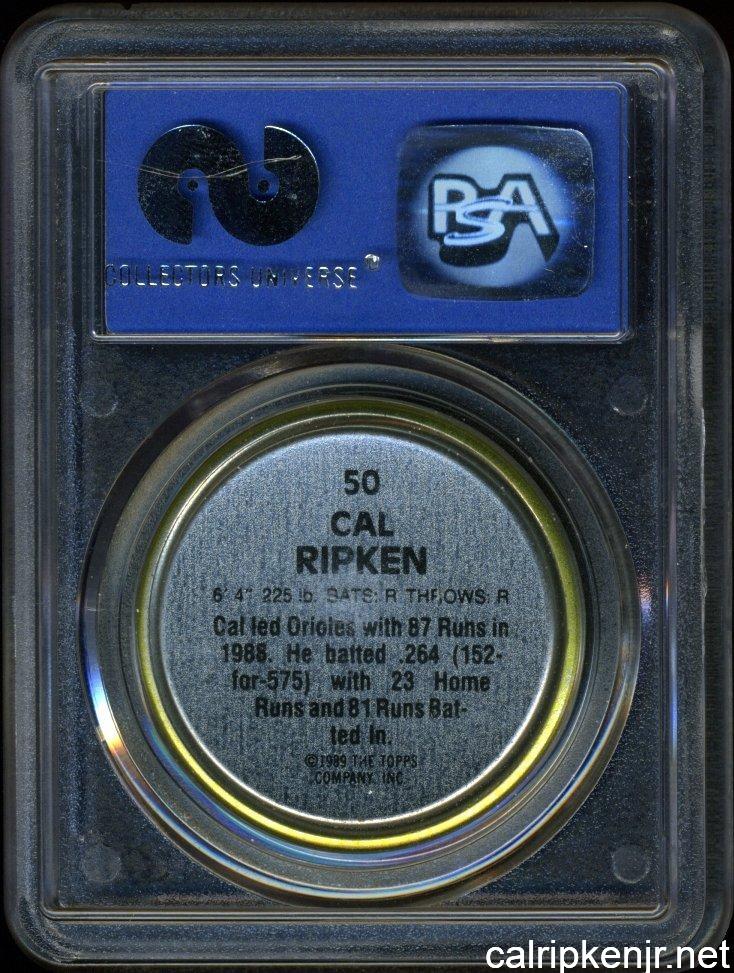 COLLECTORS UNIVERSE
PSA
50
CAL
RIPKEN
6' 4" 225 lb. BATS: R THROWS: R
Cal led Orioles with 87 Runs in
1988. He batted .264 (152-
for-575) with 23 Home
Runs and 81 Runs Bat-
ted In.
©1989 THE TOPPS
COMPANY, INC.
calripkenjr.net